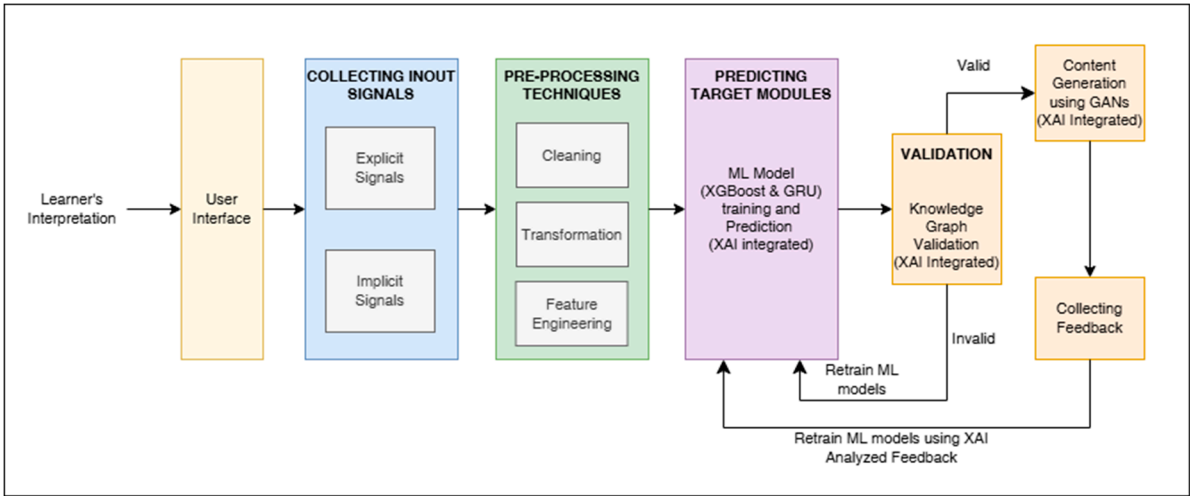 Learner's
Interpretation
User
Interface
COLLECTING INOUT
SIGNALS
Explicit
Signals
Implicit
Signals
PRE-PROCESSING
TECHNIQUES
Cleaning
Transformation
Feature
Engineering
PREDICTING
TARGET MODULES
ML Model
(XGBoost & GRU)
training and
Prediction
(XAI integrated)
VALIDATION
Knowledge
Graph
Validation
(XAI Integrated)
Valid
Content
Generation
using GANs
(XAI Integrated)
Collecting
Feedback
Invalid
Retrain ML
models
Retrain ML models using XAI
Analyzed Feedback